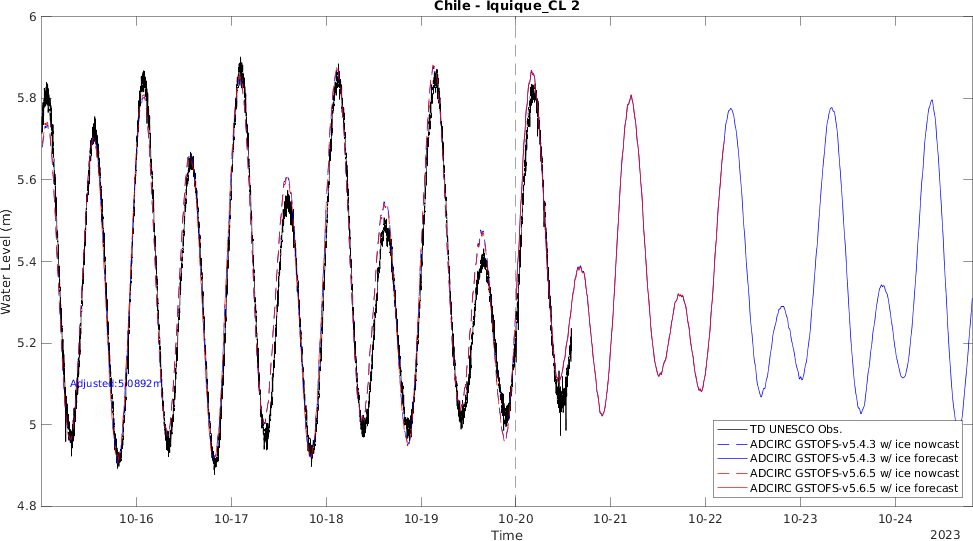 Chile - Iquique_CL 2
6
5.8
5.6
5.4
5.2
5
4.8
Water Level (m)
Adjusted:5.0892m
10-16
10-17
10-18
10-19
10-20
10-21
10-22
10-23
10-24
Time
2023
TD UNESCO Obs.
ADCIRC GSTOFS-v5.4.3 w/ ice nowcast
ADCIRC GSTOFS-v5.4.3 w/ ice forecast
ADCIRC GSTOFS-v5.6.5 w/ ice nowcast
ADCIRC GSTOFS-v5.6.5 w/ ice forecast